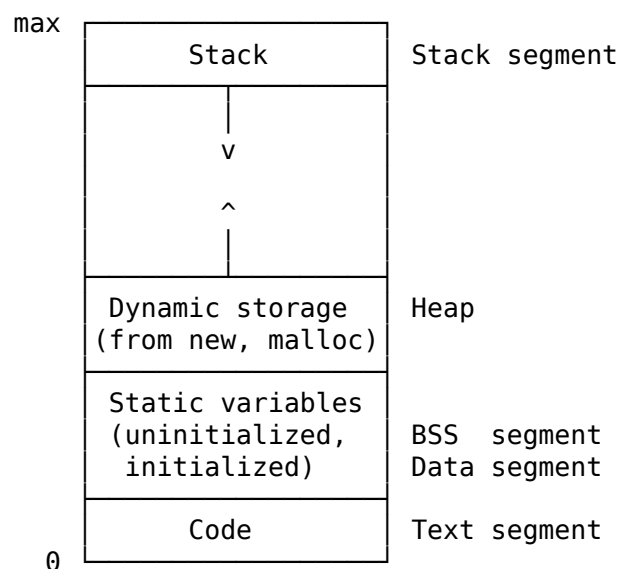 max
Stack Stack segment
v
^
Dynamic storage Heap
(from new, malloc)
Static variables
(uninitialized, BSS segment
initialized) Data segment
Code Text segment
0